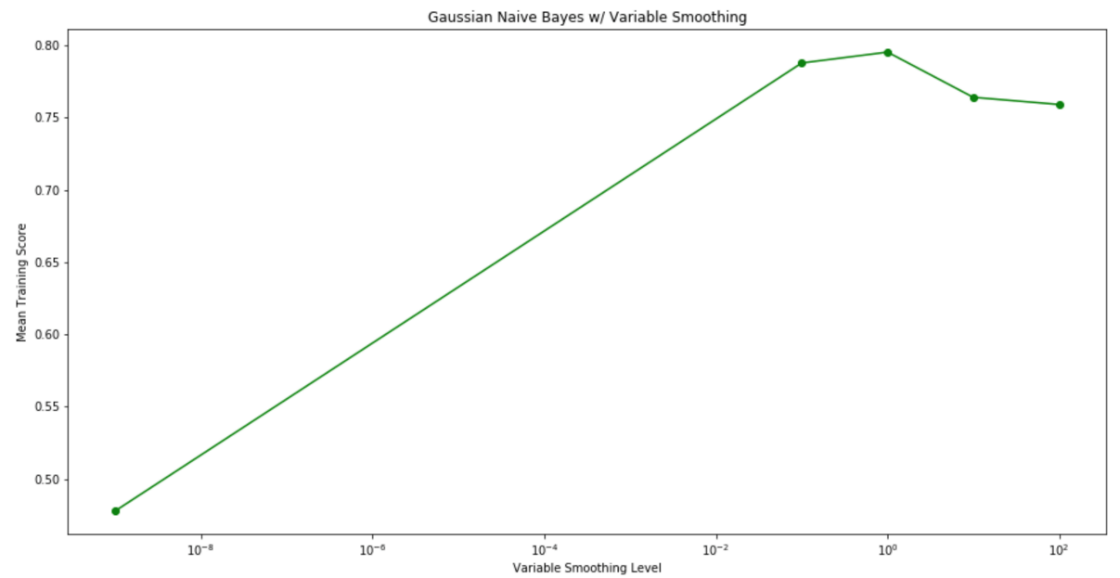 Gaussian Naive Bayes w/ Variable Smoothing
Mean Training Score
0.80
0.75
0.70
0.65
0.60
0.55
0.50
10⁻⁸ 10⁻⁶ 10⁻⁴ 10⁻² 10⁰ 10²
Variable Smoothing Level